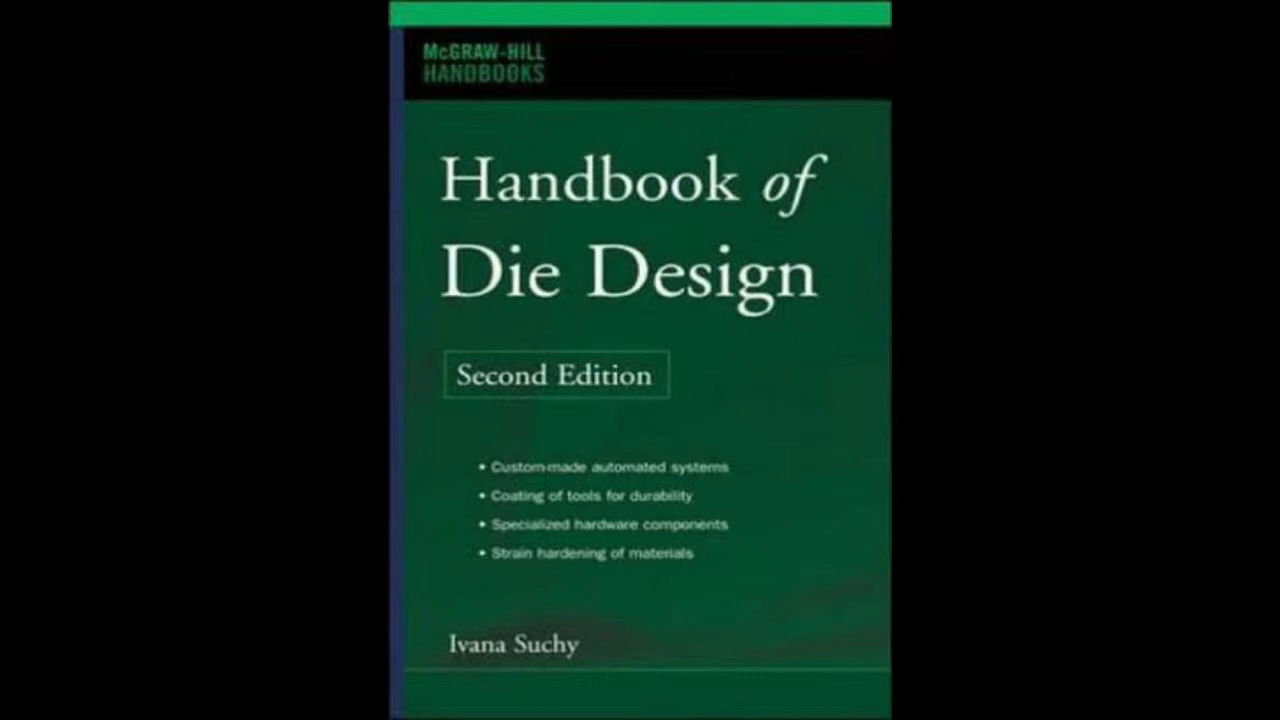 McGRAW-HILL
HANDBOOKS
Handbook of
Die Design
Second Edition
• Custom-made automated systems
• Coating of tools for durability
• Specialized hardware components
• Strain hardening of materials
Ivana Suchy